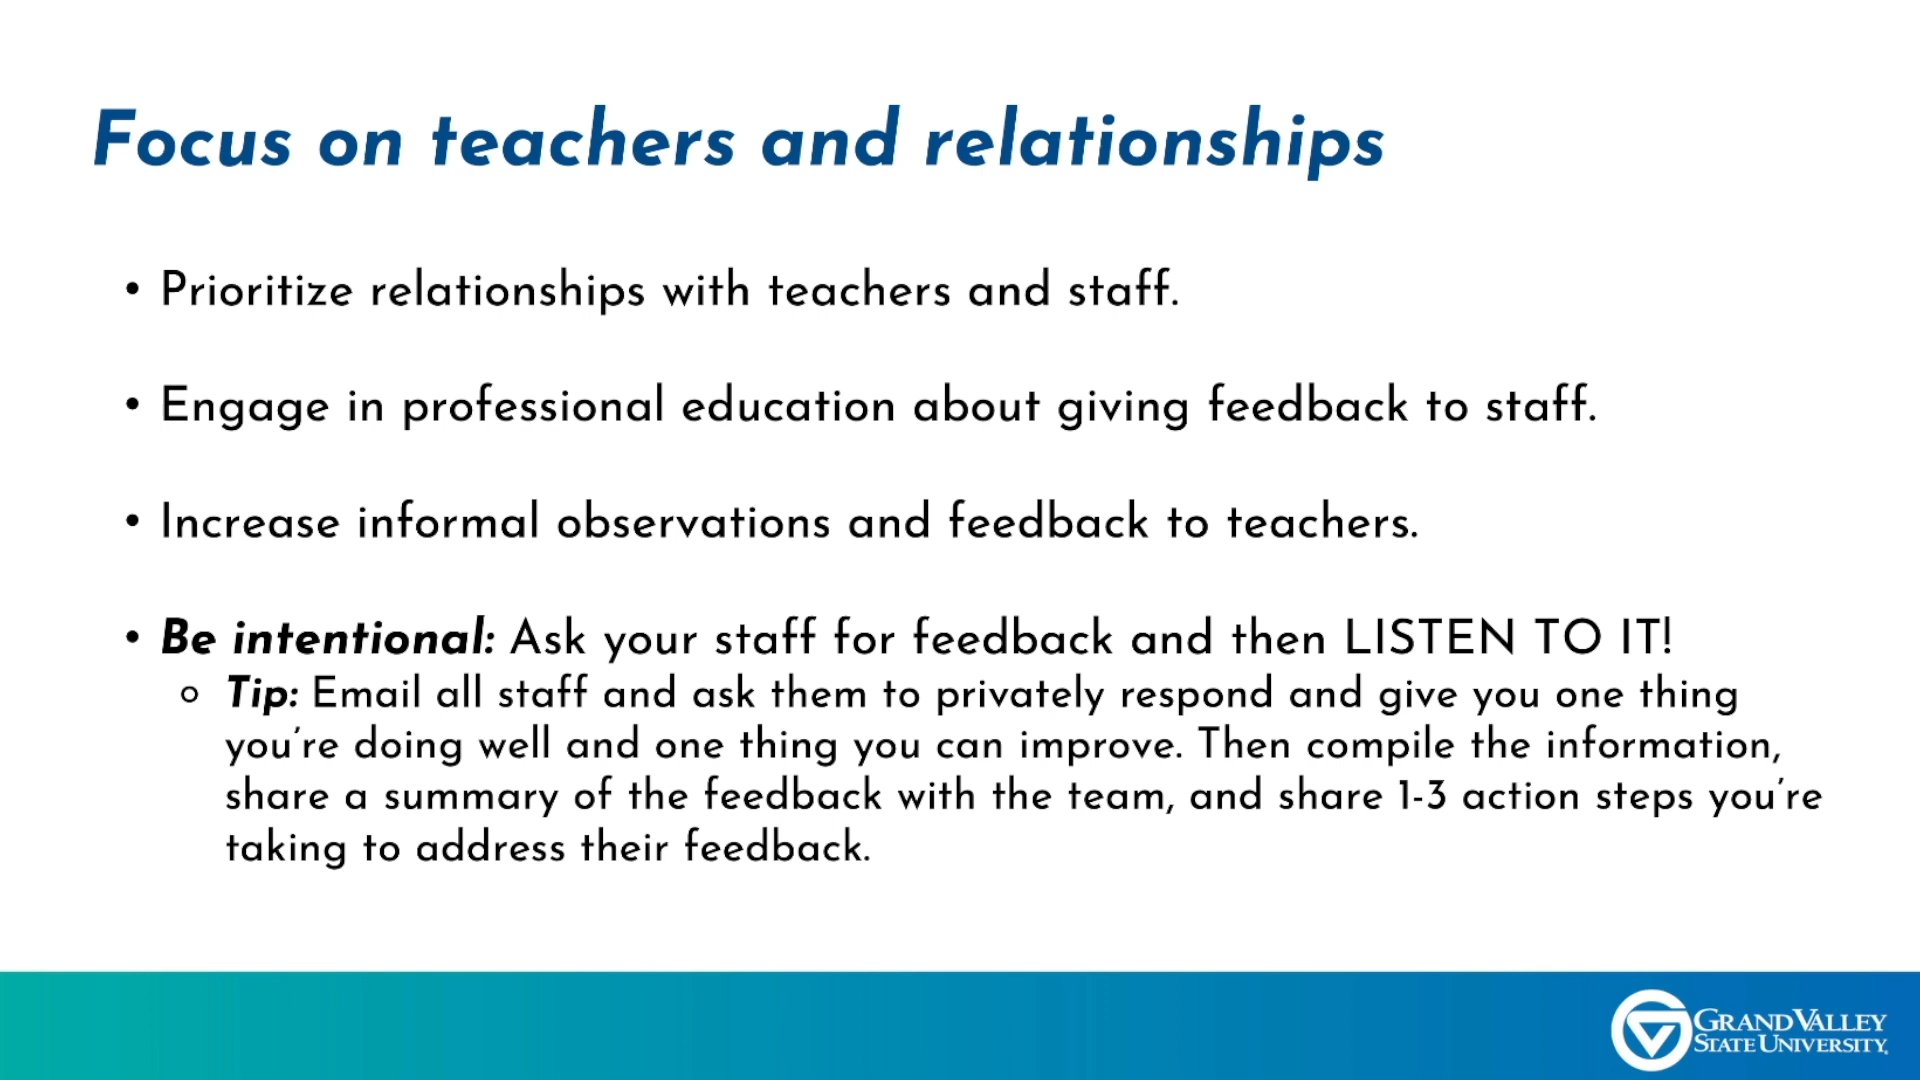 Focus on teachers and relationships
• Prioritize relationships with teachers and staff.
• Engage in professional education about giving feedback to staff.
• Increase informal observations and feedback to teachers.
• Be intentional: Ask your staff for feedback and then LISTEN TO IT!
○ Tip: Email all staff and ask them to privately respond and give you one thing
you're doing well and one thing you can improve. Then compile the information,
share a summary of the feedback with the team, and share 1-3 action steps you're
taking to address their feedback.
GRAND VALLEY
STATE UNIVERSITY.